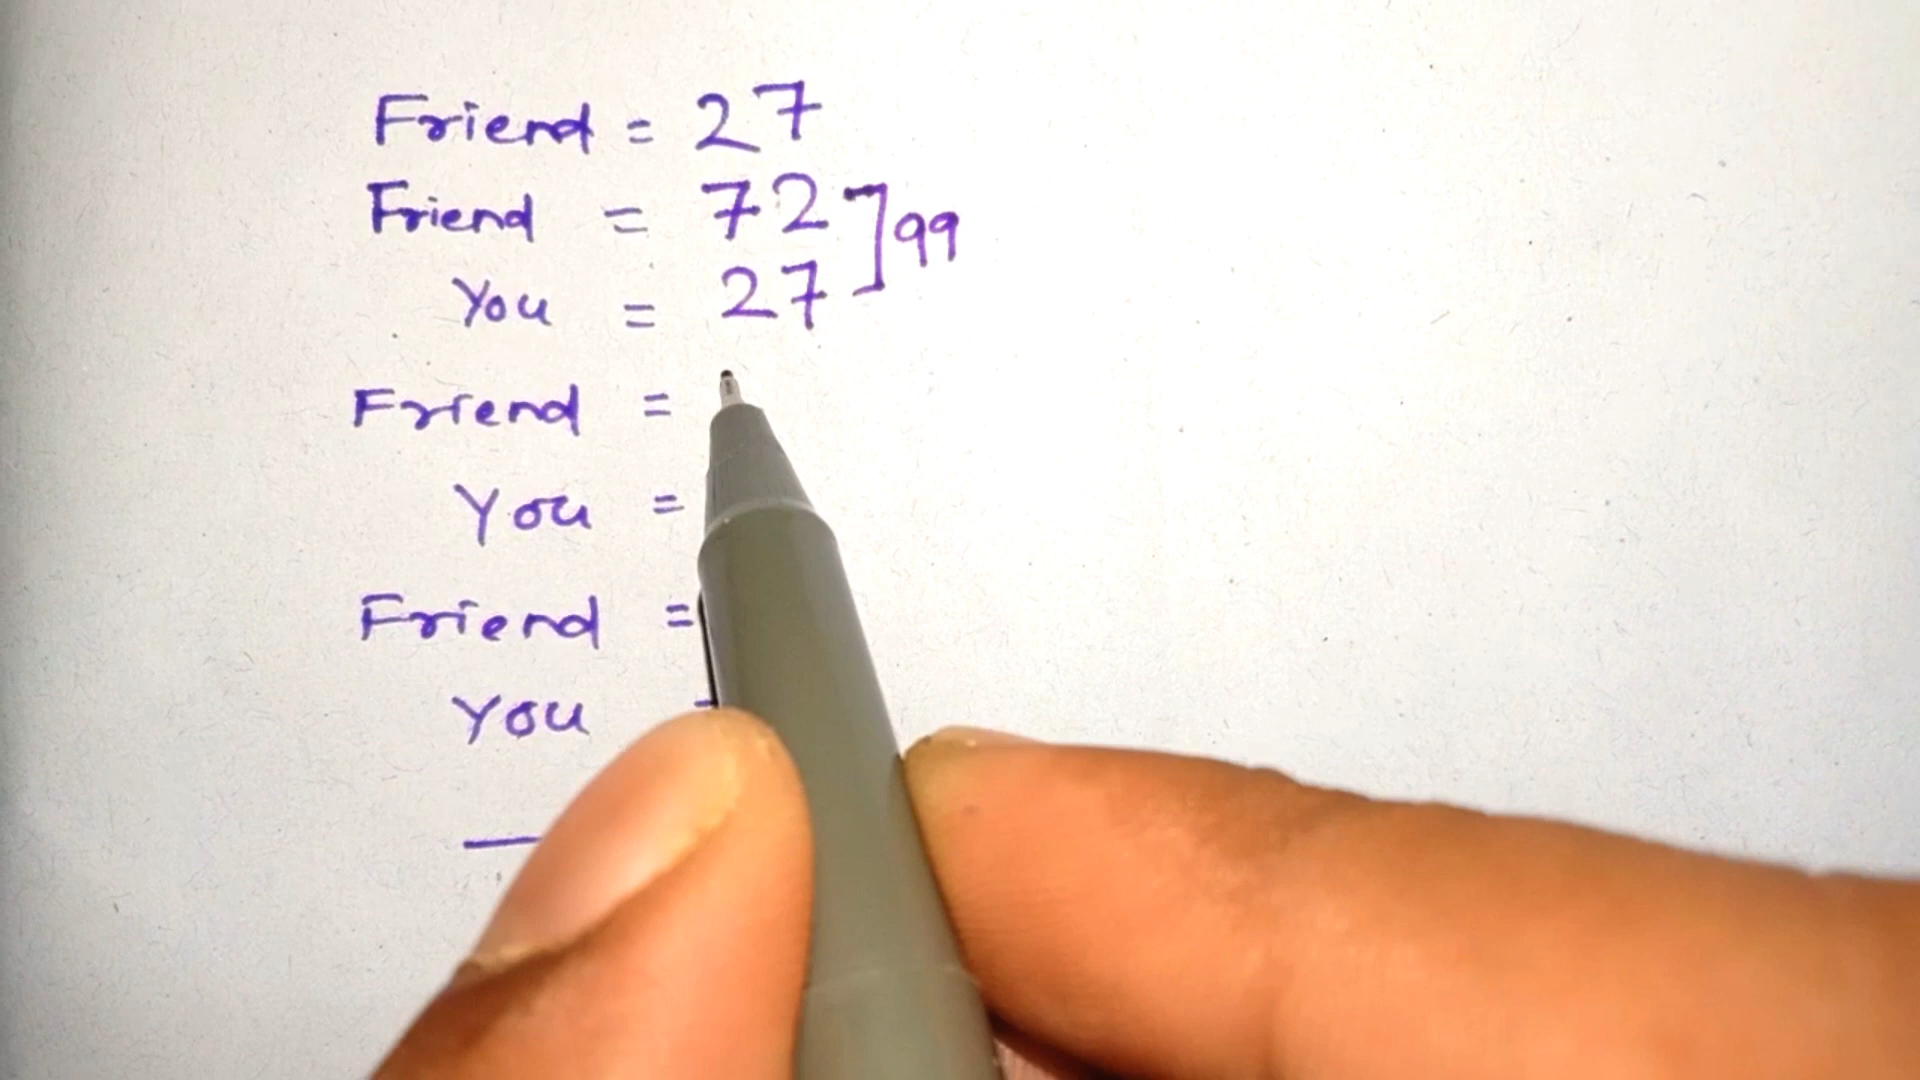 Friend = 27
Friend = 72 ] 99
You = 27
Friend =
You =
Friend =
You